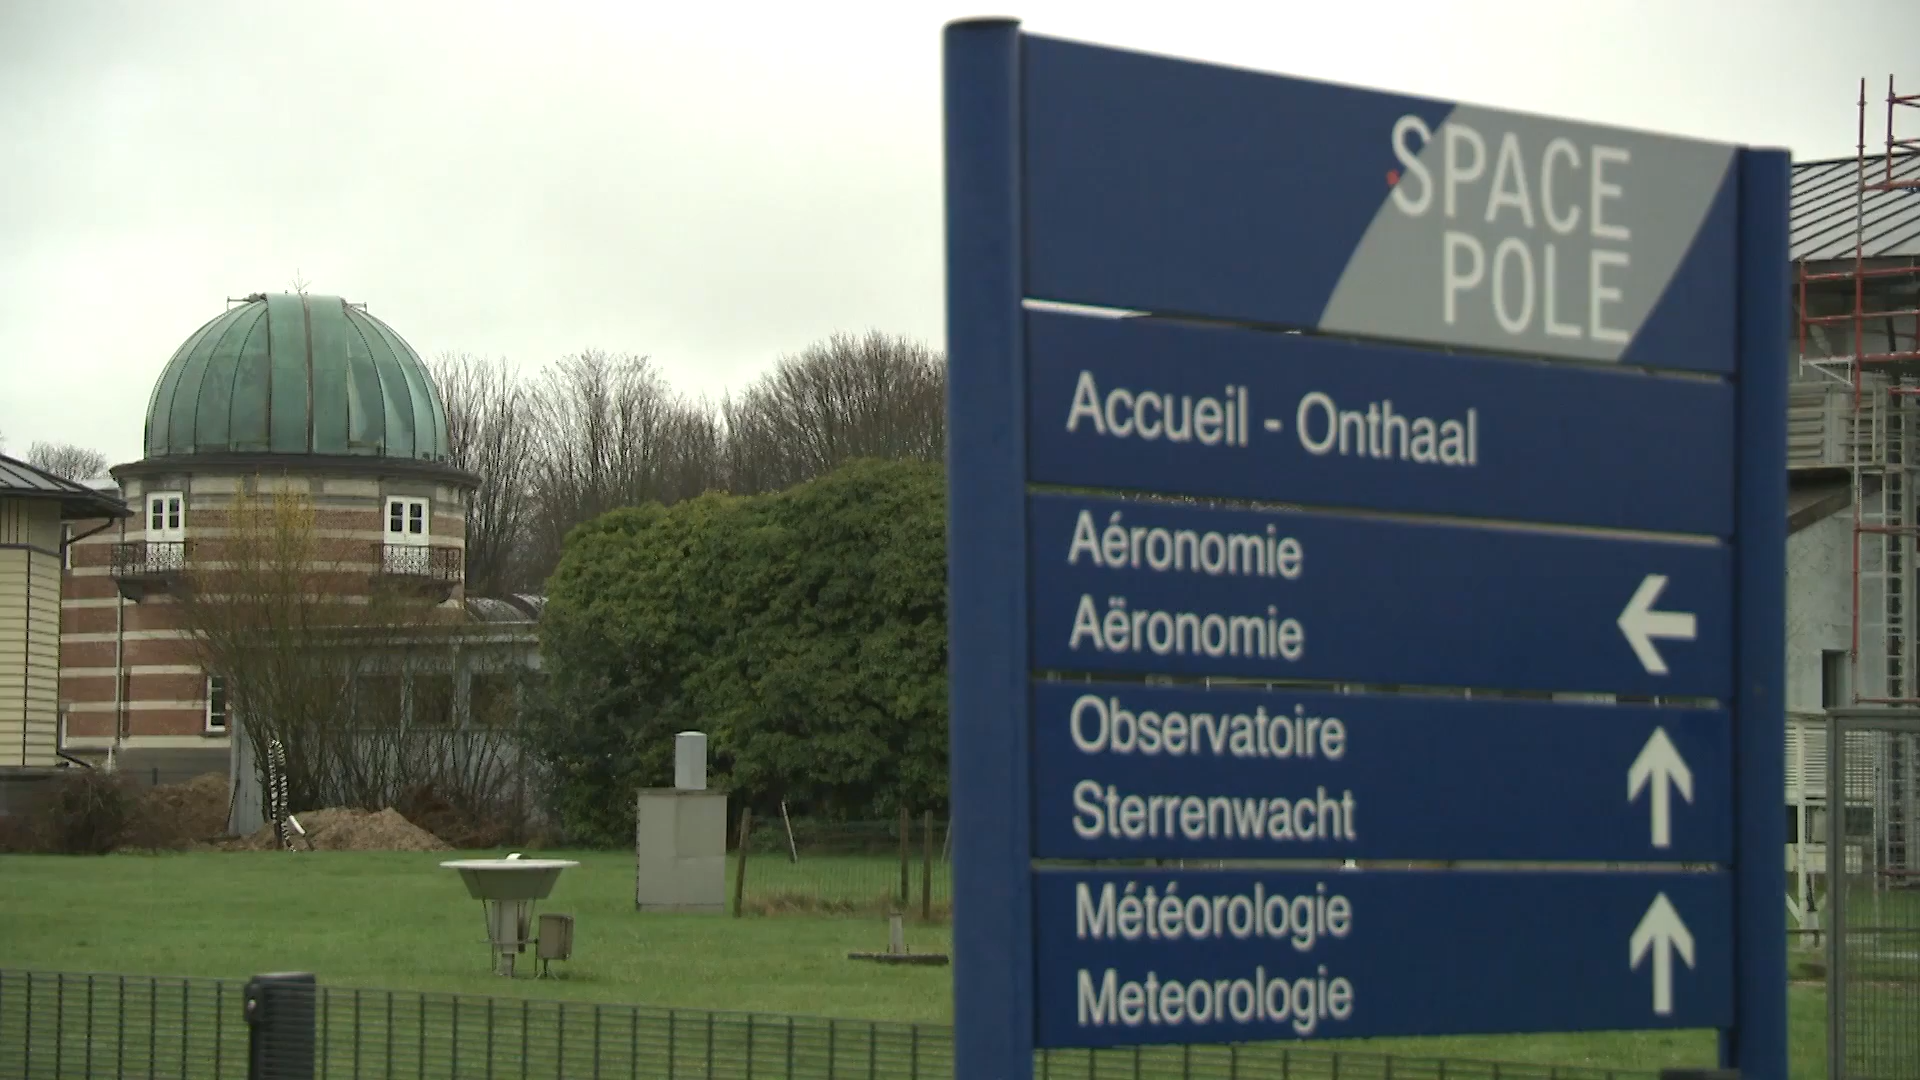 SPACE
POLE
Accueil - Onthaal
Aéronomie
Aëronomie
Observatoire
Sterrenwacht
Météorologie
Meteorologie